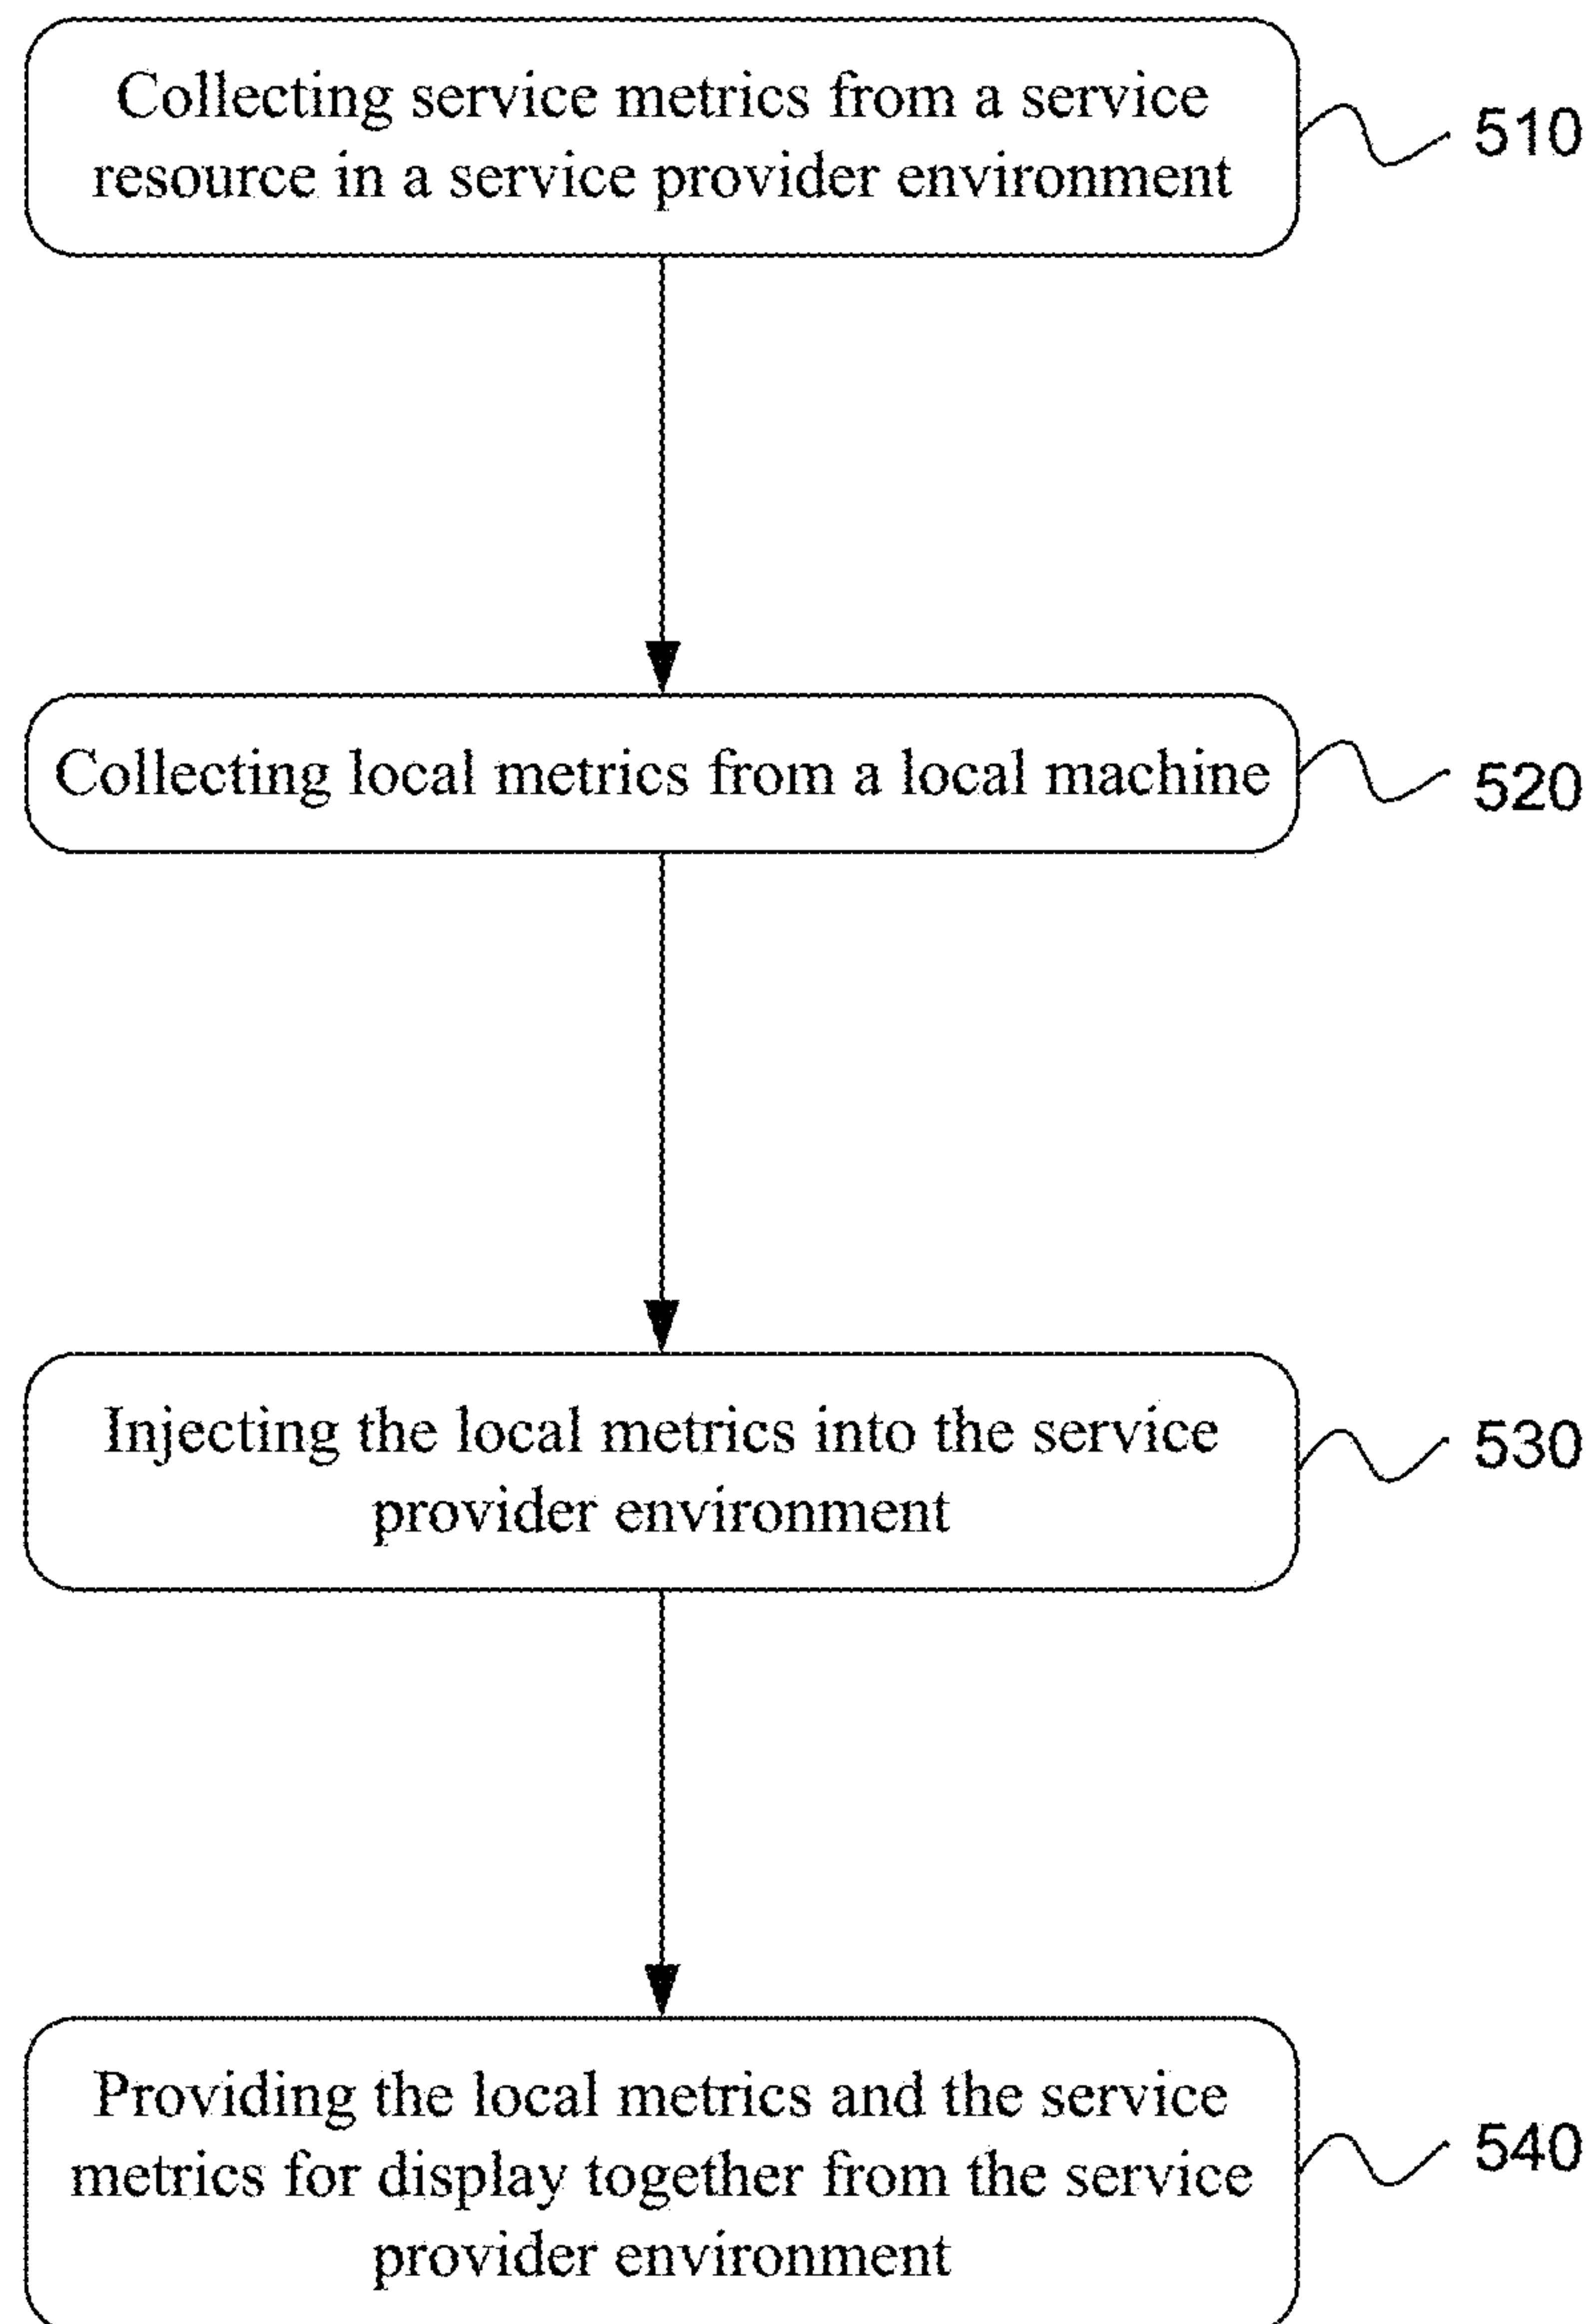 Collecting service metrics from a service
resource in a service provider environment
510
Collecting local metrics from a local machine
520
Injecting the local metrics into the service
provider environment
530
Providing the local metrics and the service
metrics for display together from the service
provider environment
540